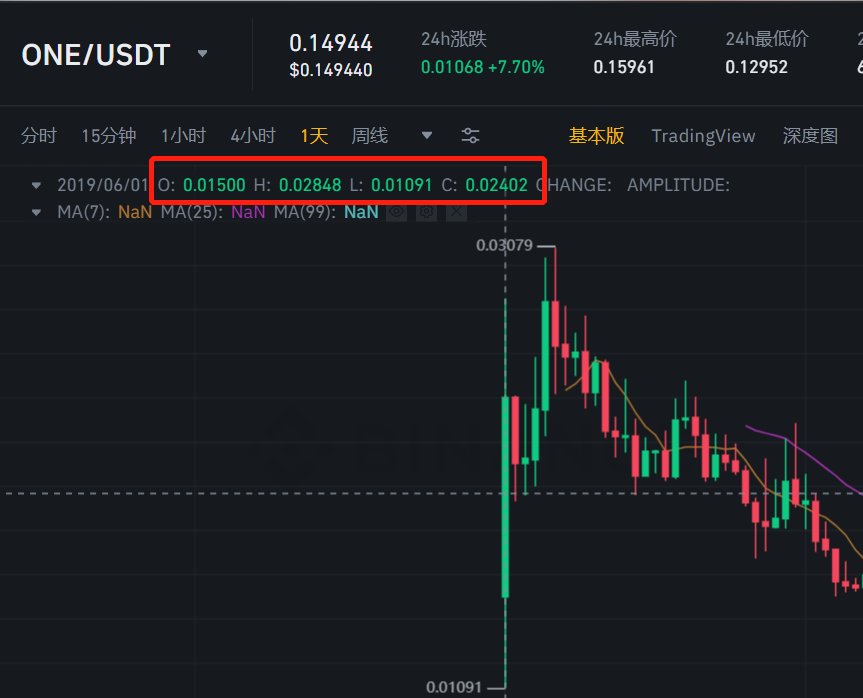 ONE/USDT
0.14944
$0.149440
24h涨跌
0.01068 +7.70%
24h最高价
0.15961
24h最低价
0.12952
分时 15分钟 1小时 4小时 1天 周线 基本版 TradingView 深度图
2019/06/01 O: 0.01500 H: 0.02848 L: 0.01091 C: 0.02402 CHANGE: AMPLITUDE:
MA(7): NaN MA(25): NaN MA(99): NaN
0.03079
0.01091